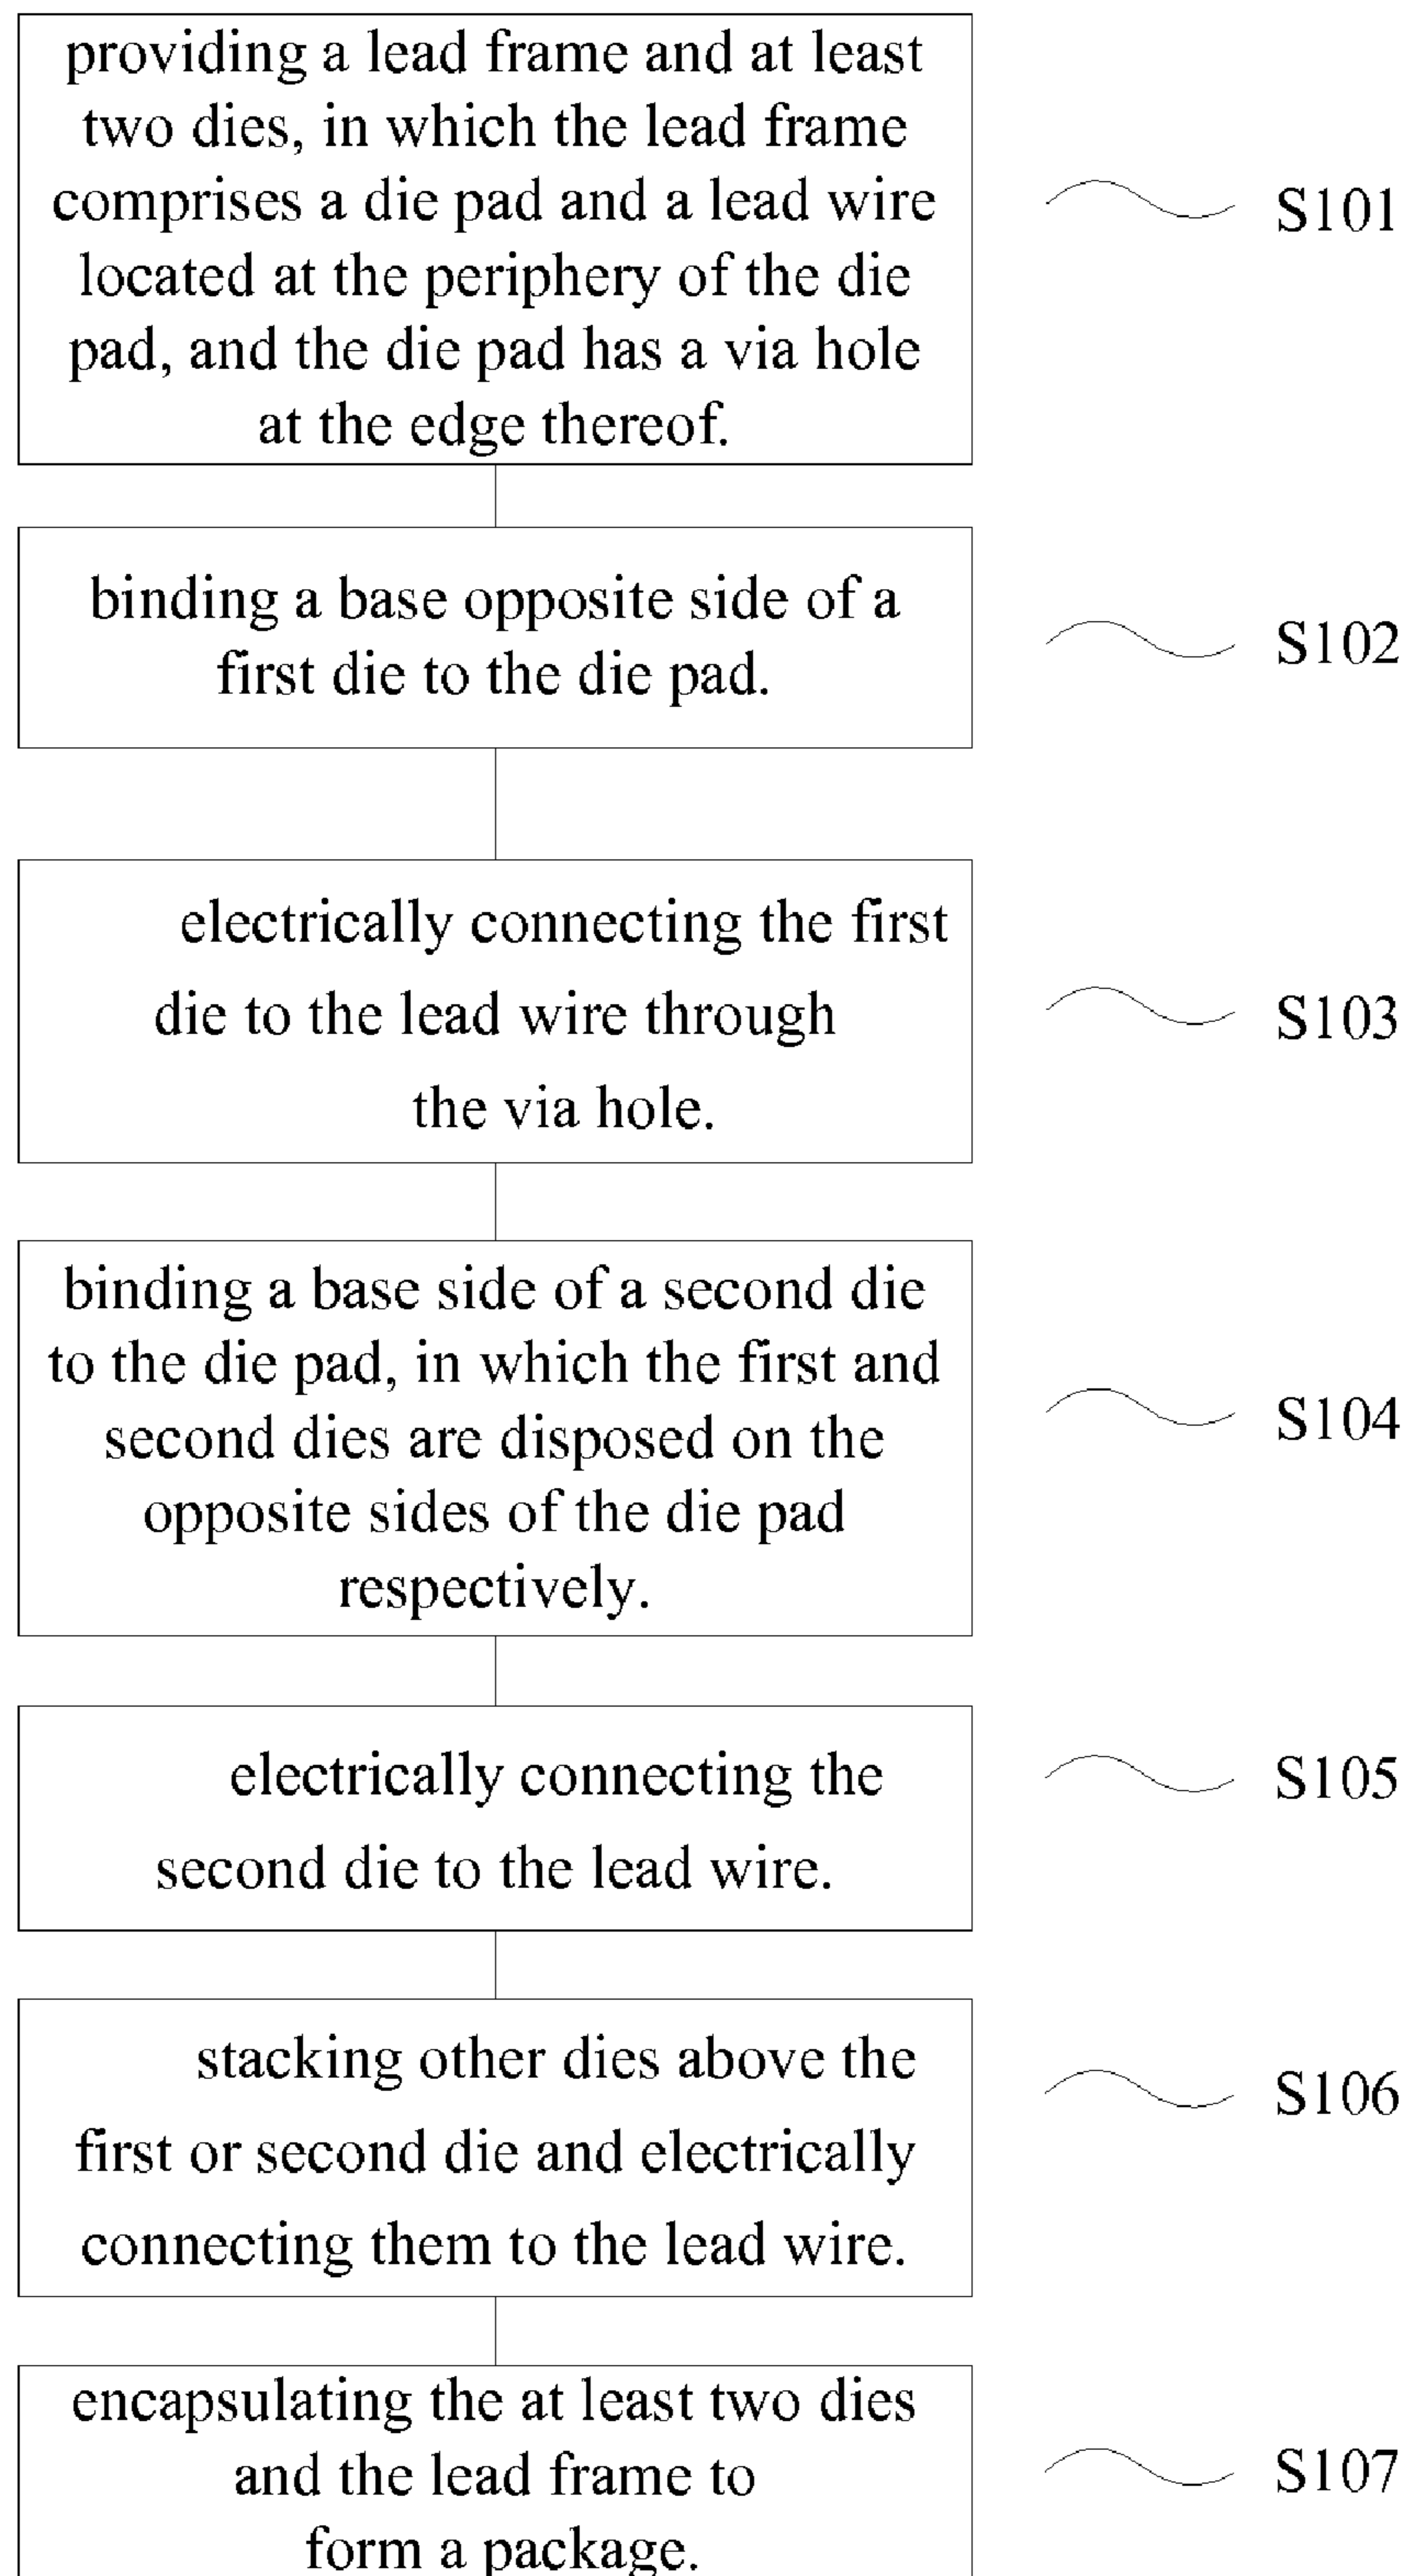 providing a lead frame and at least
two dies, in which the lead frame
comprises a die pad and a lead wire
located at the periphery of the die
pad, and the die pad has a via hole
at the edge thereof.
S101
binding a base opposite side of a
first die to the die pad.
S102
electrically connecting the first
die to the lead wire through
the via hole.
S103
binding a base side of a second die
to the die pad, in which the first and
second dies are disposed on the
opposite sides of the die pad
respectively.
S104
electrically connecting the
second die to the lead wire.
S105
stacking other dies above the
first or second die and electrically
connecting them to the lead wire.
S106
encapsulating the at least two dies
and the lead frame to
form a package.
S107